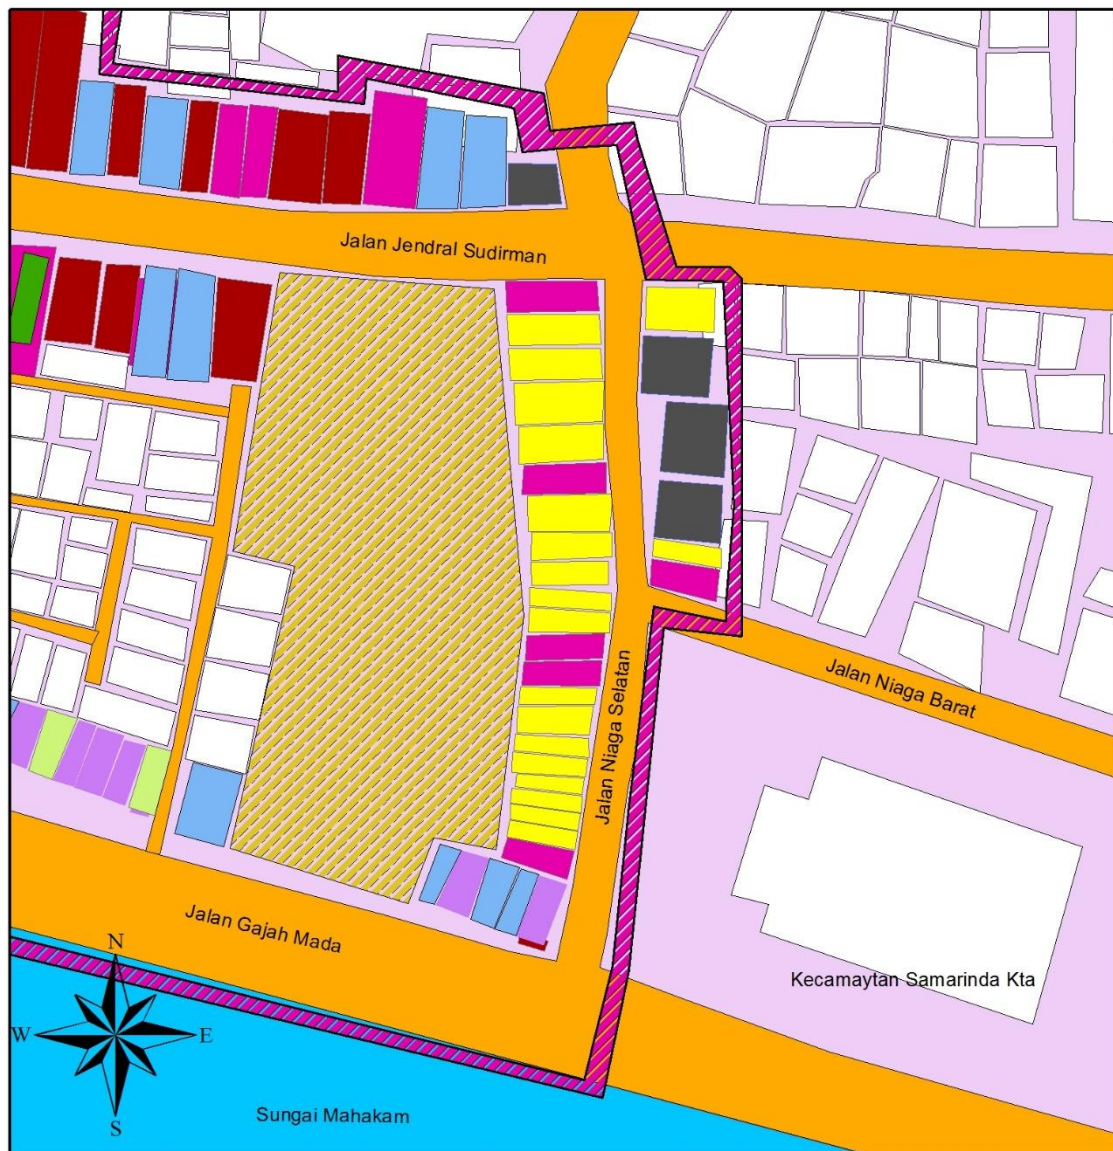 Jalan Jendral Sudirman
Jalan Niaga Selatan
Jalan Niaga Barat
Jalan Gajah Mada
Kecamaytan Samarinda Kta
N
W
E
S
Sungai Mahakam